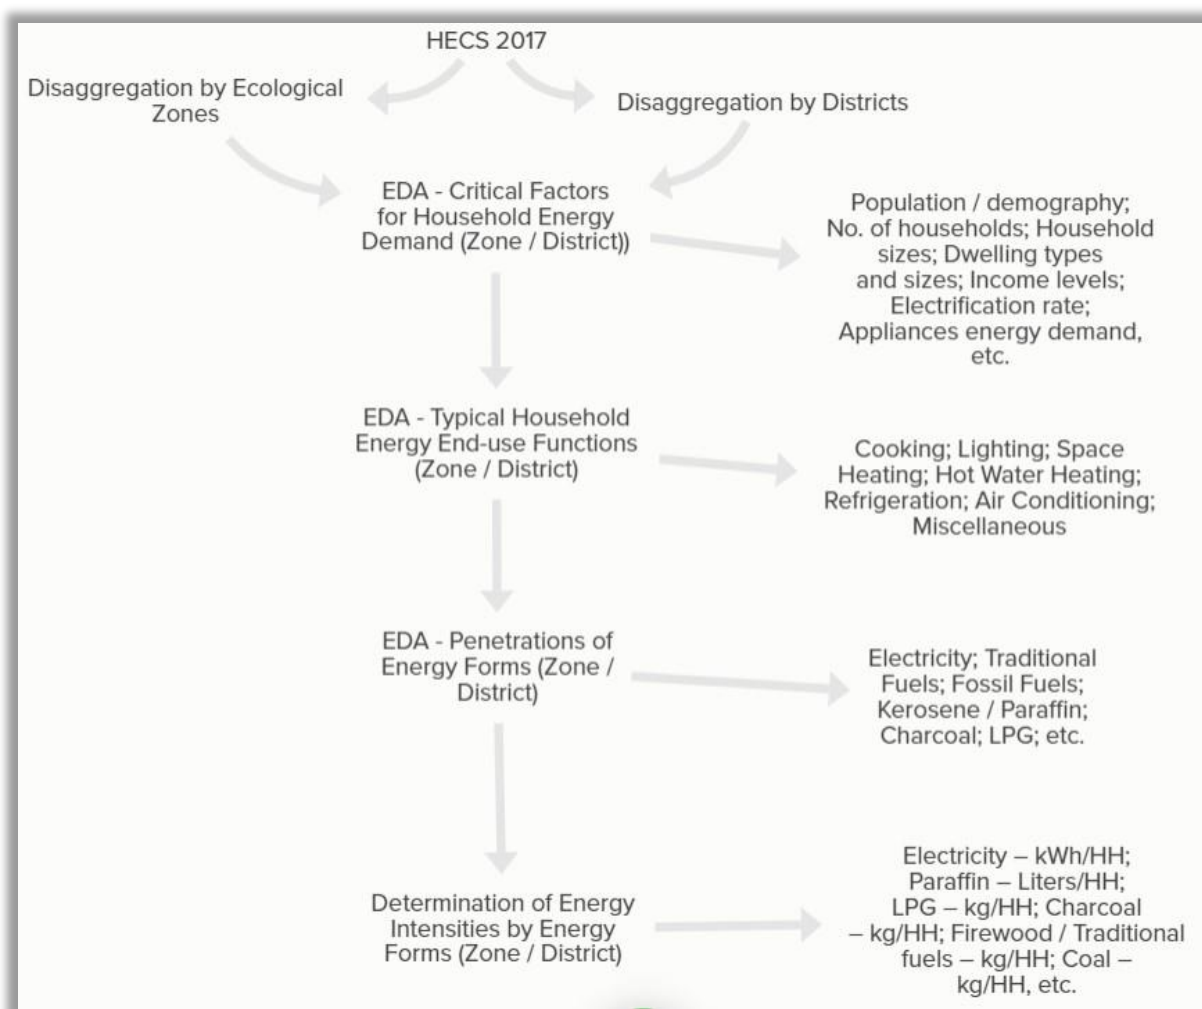 HECS 2017
Disaggregation by Ecological
Zones
Disaggregation by Districts
EDA - Critical Factors
for Household Energy
Demand (Zone / District))
Population / demography;
No. of households; Household
sizes; Dwelling types
and sizes; Income levels;
Electrification rate;
Appliances energy demand,
etc.
EDA - Typical Household
Energy End-use Functions
(Zone / District)
Cooking; Lighting; Space
Heating; Hot Water Heating;
Refrigeration; Air Conditioning;
Miscellaneous
EDA - Penetrations of
Energy Forms (Zone /
District)
Electricity; Traditional
Fuels; Fossil Fuels;
Kerosene / Paraffin;
Charcoal; LPG; etc.
Determination of Energy
Intensities by Energy
Forms (Zone / District)
Electricity – kWh/HH;
Paraffin – Liters/HH;
LPG – kg/HH; Charcoal
– kg/HH; Firewood / Traditional
fuels – kg/HH; Coal –
kg/HH, etc.